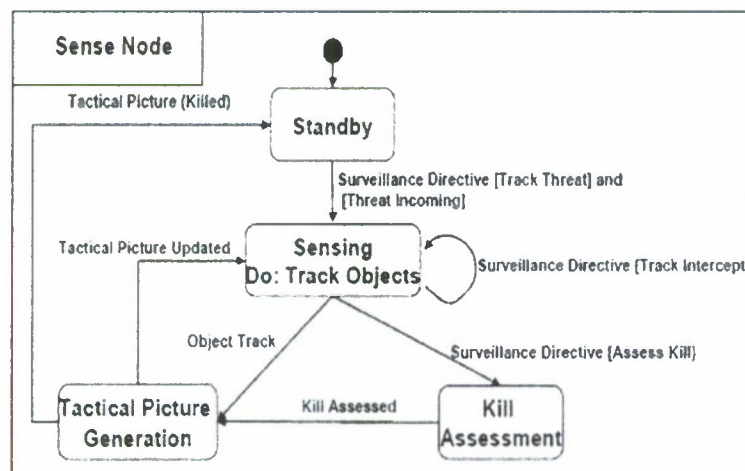 Sense Node
Tactical Picture (Killed)
Standby
Surveillance Directive [Track Threat] and
[Threat Incoming]
Tactical Picture Updated
Sensing
Do: Track Objects
Surveillance Directive {Track Intercept
Object Track
Surveillance Directive {Assess Kill}
Tactical Picture
Generation
Kill Assessed
Kill
Assessment